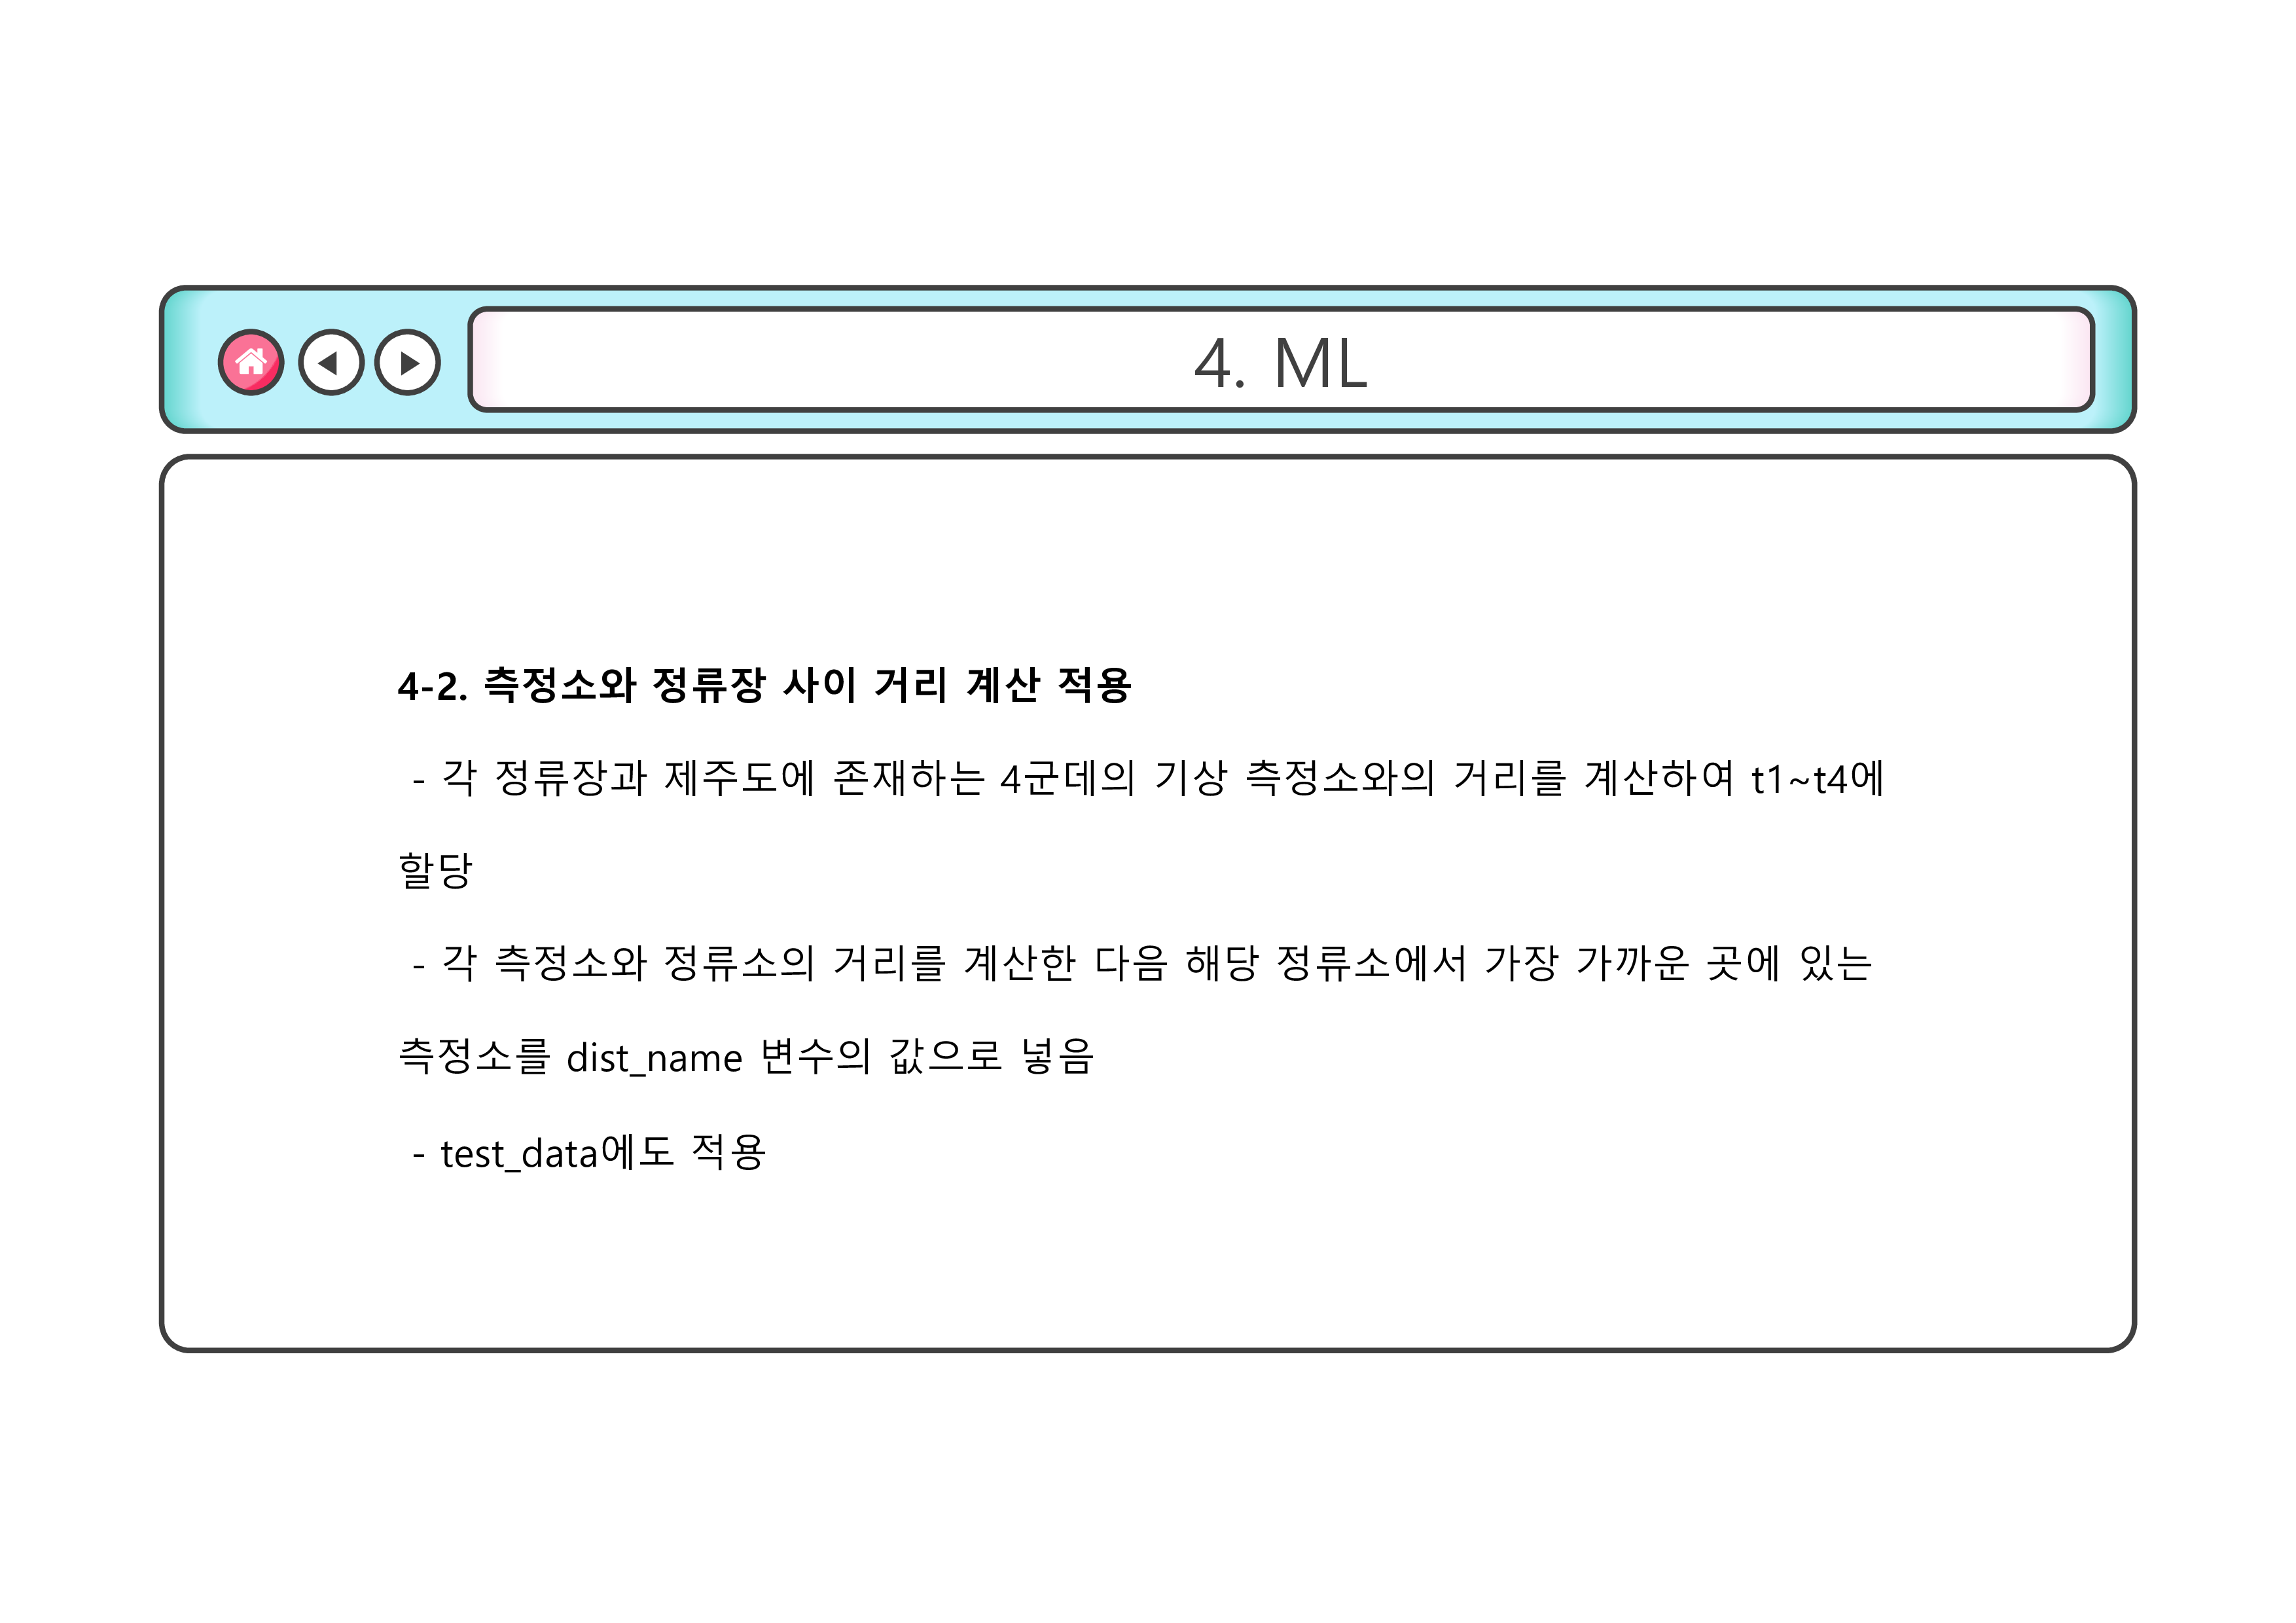 4. ML
4-2. 측정소와 정류장 사이 거리 계산 적용
- 각 정류장과 제주도에 존재하는 4군데의 기상 측정소와의 거리를 계산하여 t1~t4에
할당
- 각 측정소와 정류소의 거리를 계산한 다음 해당 정류소에서 가장 가까운 곳에 있는
측정소를 dist_name 변수의 값으로 넣음
- test_data에도 적용